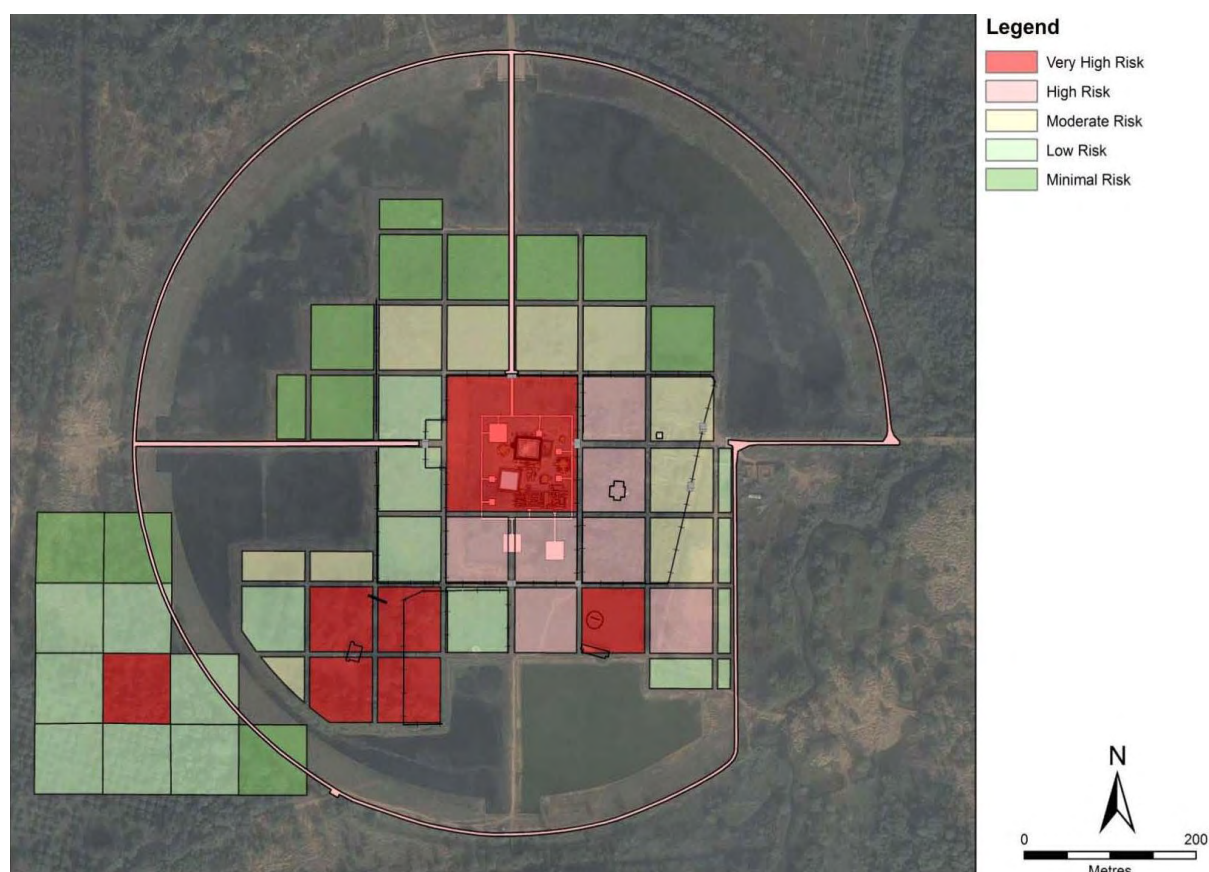 Legend
Very High Risk
High Risk
Moderate Risk
Low Risk
Minimal Risk
N
0 200
Metres